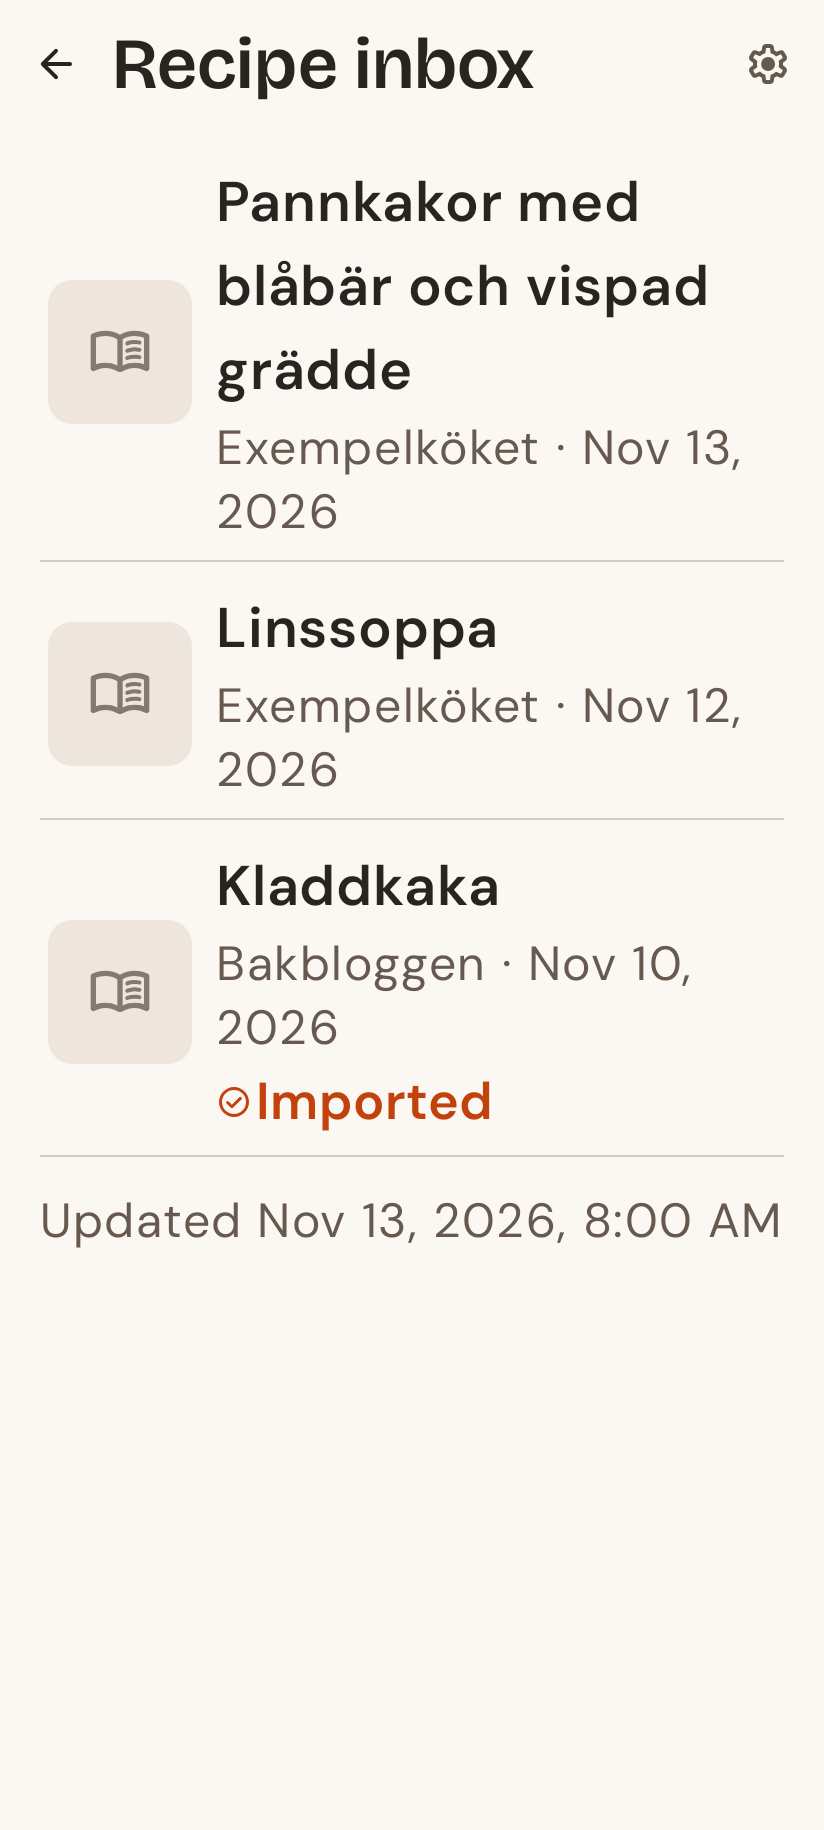 Recipe inbox
Pannkakor med
blåbär och vispad
grädde
Exempelköket · Nov 13,
2026
Linssoppa
Exempelköket · Nov 12,
2026
Kladdkaka
Bakbloggen · Nov 10,
2026
Imported
Updated Nov 13, 2026, 8:00 AM